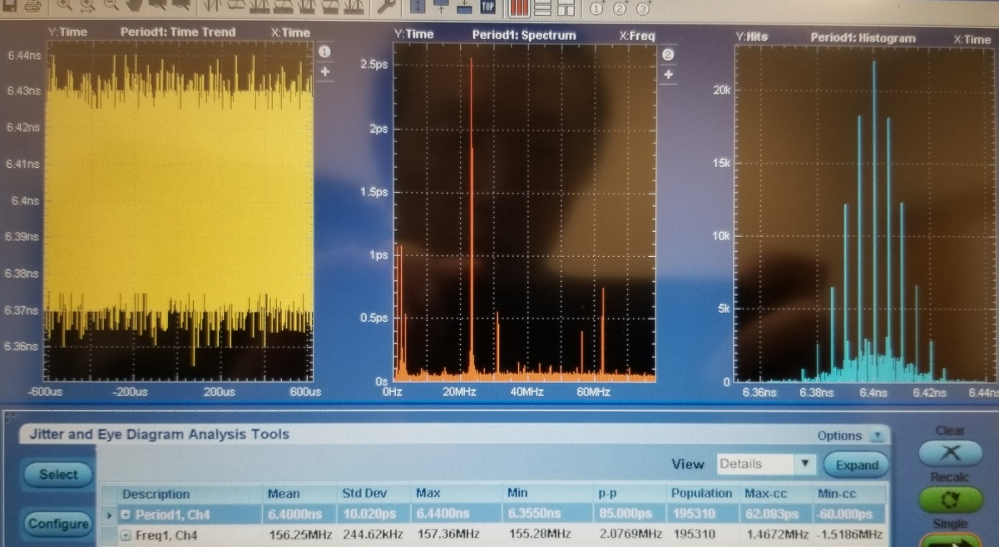 TOP 1 2 3
Y:Time Period1: Time Trend X:Time
6.44ns
6.43ns
6.42ns
6.41ns
6.4ns
6.39ns
6.38ns
6.37ns
6.36ns
-600us -200us 200us 600us
1
+
Y:Time Period1: Spectrum X:Freq
2.5ps
2ps
1.5ps
1ps
0.5ps
0s
0Hz 20MHz 40MHz 60MHz
2
+
Y:Hits Period1: Histogram X:Time
20k
15k
10k
5k
0
6.36ns 6.38ns 6.4ns 6.42ns 6.44ns
Jitter and Eye Diagram Analysis Tools
Options
View Details Expand
Select
Configure
Description Mean Std Dev Max Min p-p Population Max-cc Min-cc
Period1, Ch4 6.4000ns 10.020ps 6.4400ns 6.3550ns 85.000ps 195310 62.083ps -60.000ps
Freq1, Ch4 156.25MHz 244.62kHz 157.36MHz 155.28MHz 2.0769MHz 195310 1.4672MHz -1.5186MHz
Clear
Recalc
Single